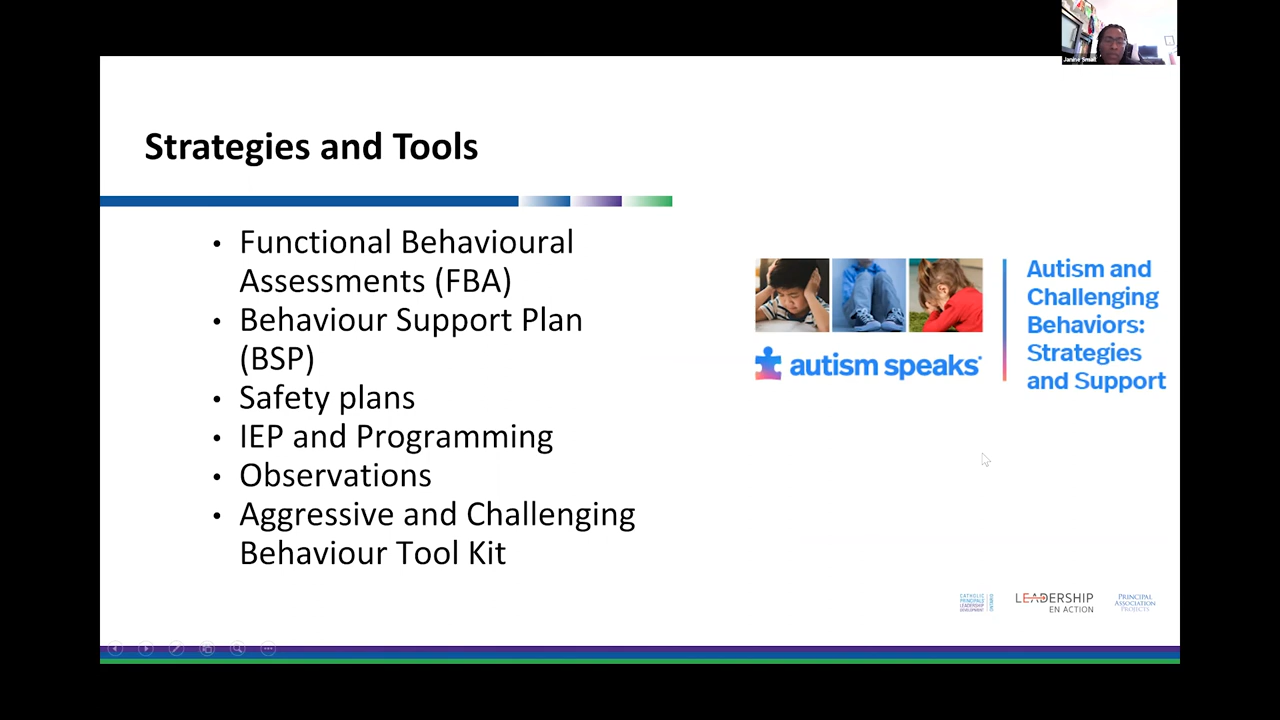 Janine Small
Strategies and Tools
• Functional Behavioural
Assessments (FBA)
• Behaviour Support Plan
(BSP)
• Safety plans
• IEP and Programming
• Observations
• Aggressive and Challenging
Behaviour Tool Kit
autism speaks
Autism and
Challenging
Behaviors:
Strategies
and Support
CATHOLIC
PRINCIPALS'
LEADERSHIP
DEVELOPMENT
ONTARIO
LEADERSHIP
EN ACTION
PRINCIPAL
ASSOCIATION
PROJECTS